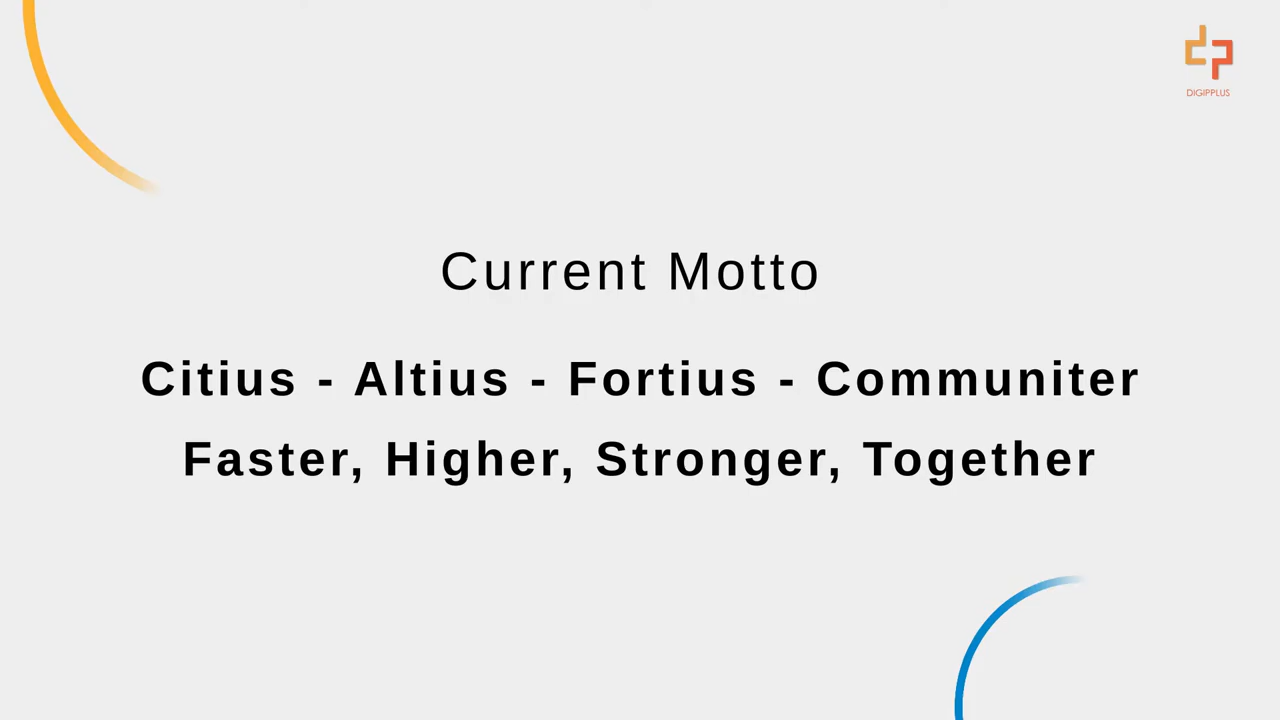 DIGIPPLUS
Current Motto
Citius - Altius - Fortius - Communiter
Faster, Higher, Stronger, Together